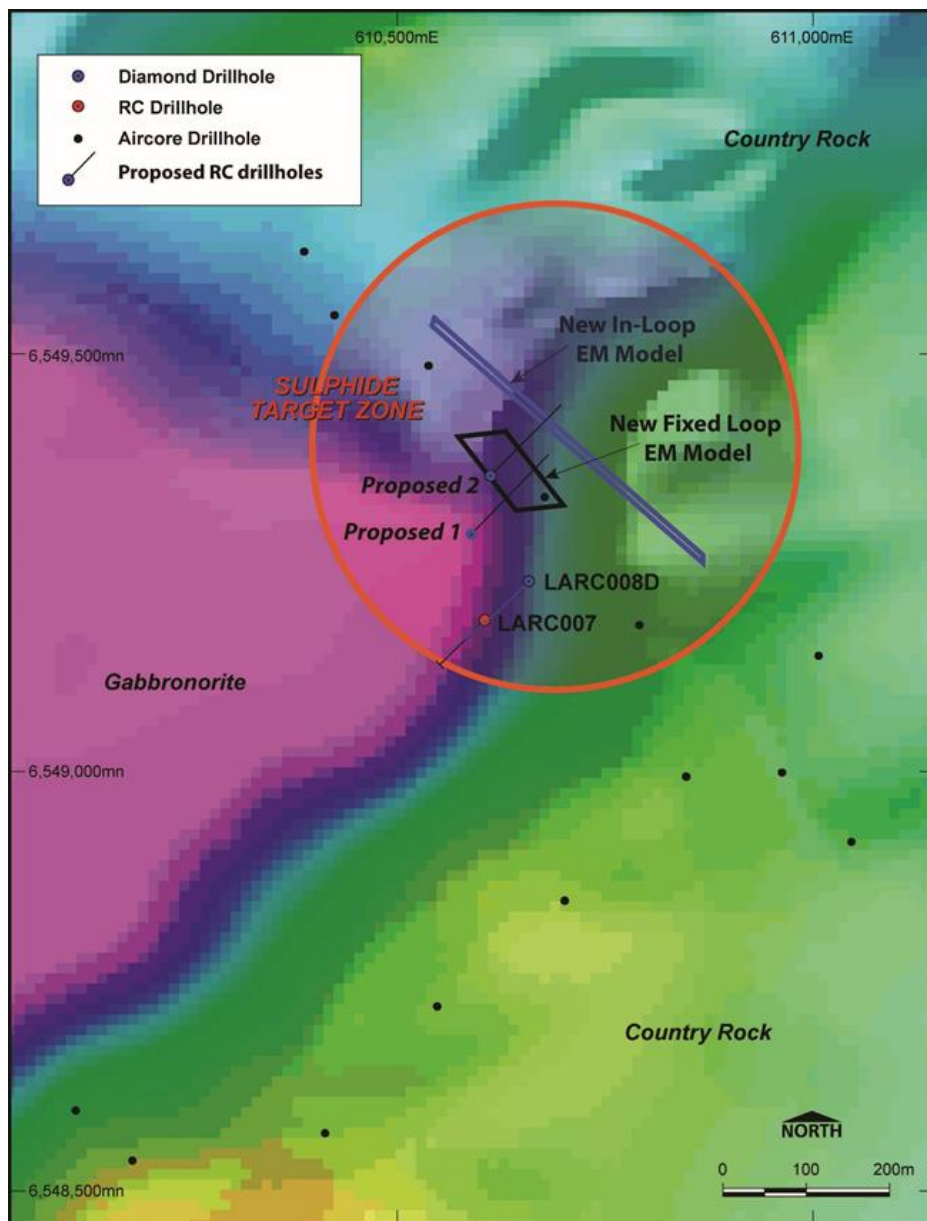 610,500mE
611,000mE
Diamond Drillhole
RC Drillhole
Aircore Drillhole
Proposed RC drillholes
Country Rock
New In-Loop
EM Model
6,549,500mn
SULPHIDE
TARGET ZONE
New Fixed Loop
EM Model
Proposed 2
Proposed 1
LARC008D
LARC007
Gabbronorite
6,549,000mn
Country Rock
NORTH
0 100 200m
6,548,500mn